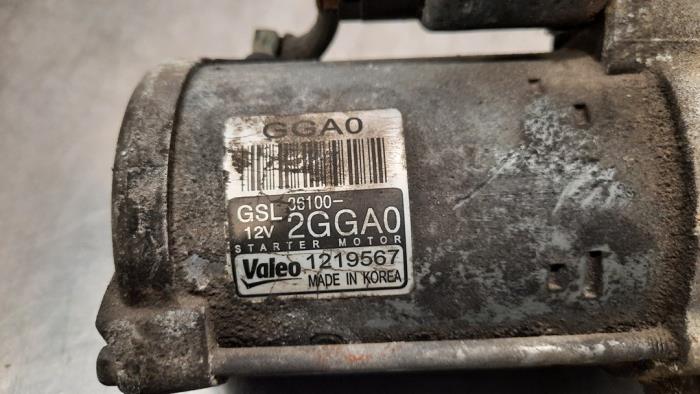 GGA0
GSL 36100-
12V 2GGA0
STARTER MOTOR
Valeo 1219567
MADE IN KOREA